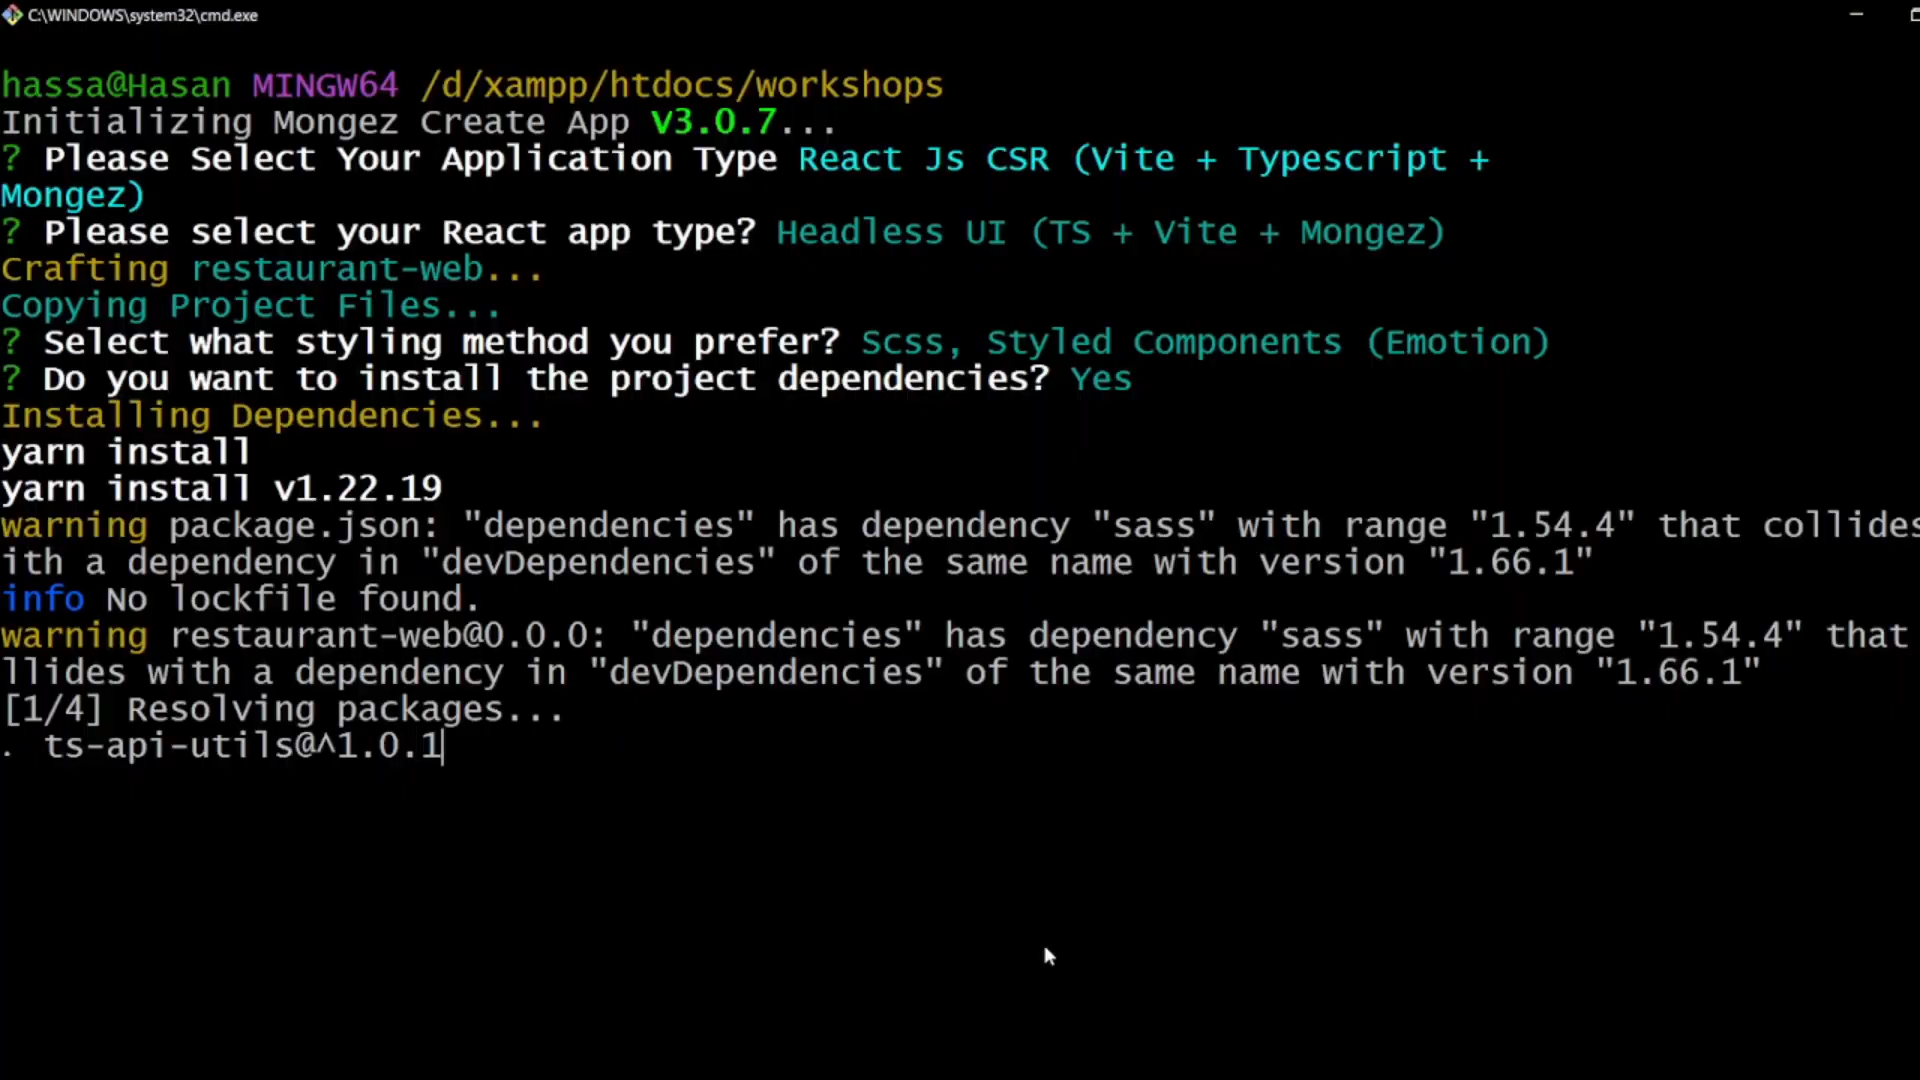 C:\WINDOWS\system32\cmd.exe
hassa@Hasan MINGW64 /d/xampp/htdocs/workshops
Initializing Mongez Create App v3.0.7...
? Please Select Your Application Type React Js CSR (Vite + Typescript +
Mongez)
? Please select your React app type? Headless UI (TS + Vite + Mongez)
Crafting restaurant-web...
Copying Project Files...
? Select what styling method you prefer? Scss, Styled Components (Emotion)
? Do you want to install the project dependencies? Yes
Installing Dependencies...
yarn install
yarn install v1.22.19
warning package.json: "dependencies" has dependency "sass" with range "1.54.4" that collides
ith a dependency in "devDependencies" of the same name with version "1.66.1"
info No lockfile found.
warning restaurant-web@0.0.0: "dependencies" has dependency "sass" with range "1.54.4" that
llides with a dependency in "devDependencies" of the same name with version "1.66.1"
[1/4] Resolving packages...
. ts-api-utils@^1.0.1